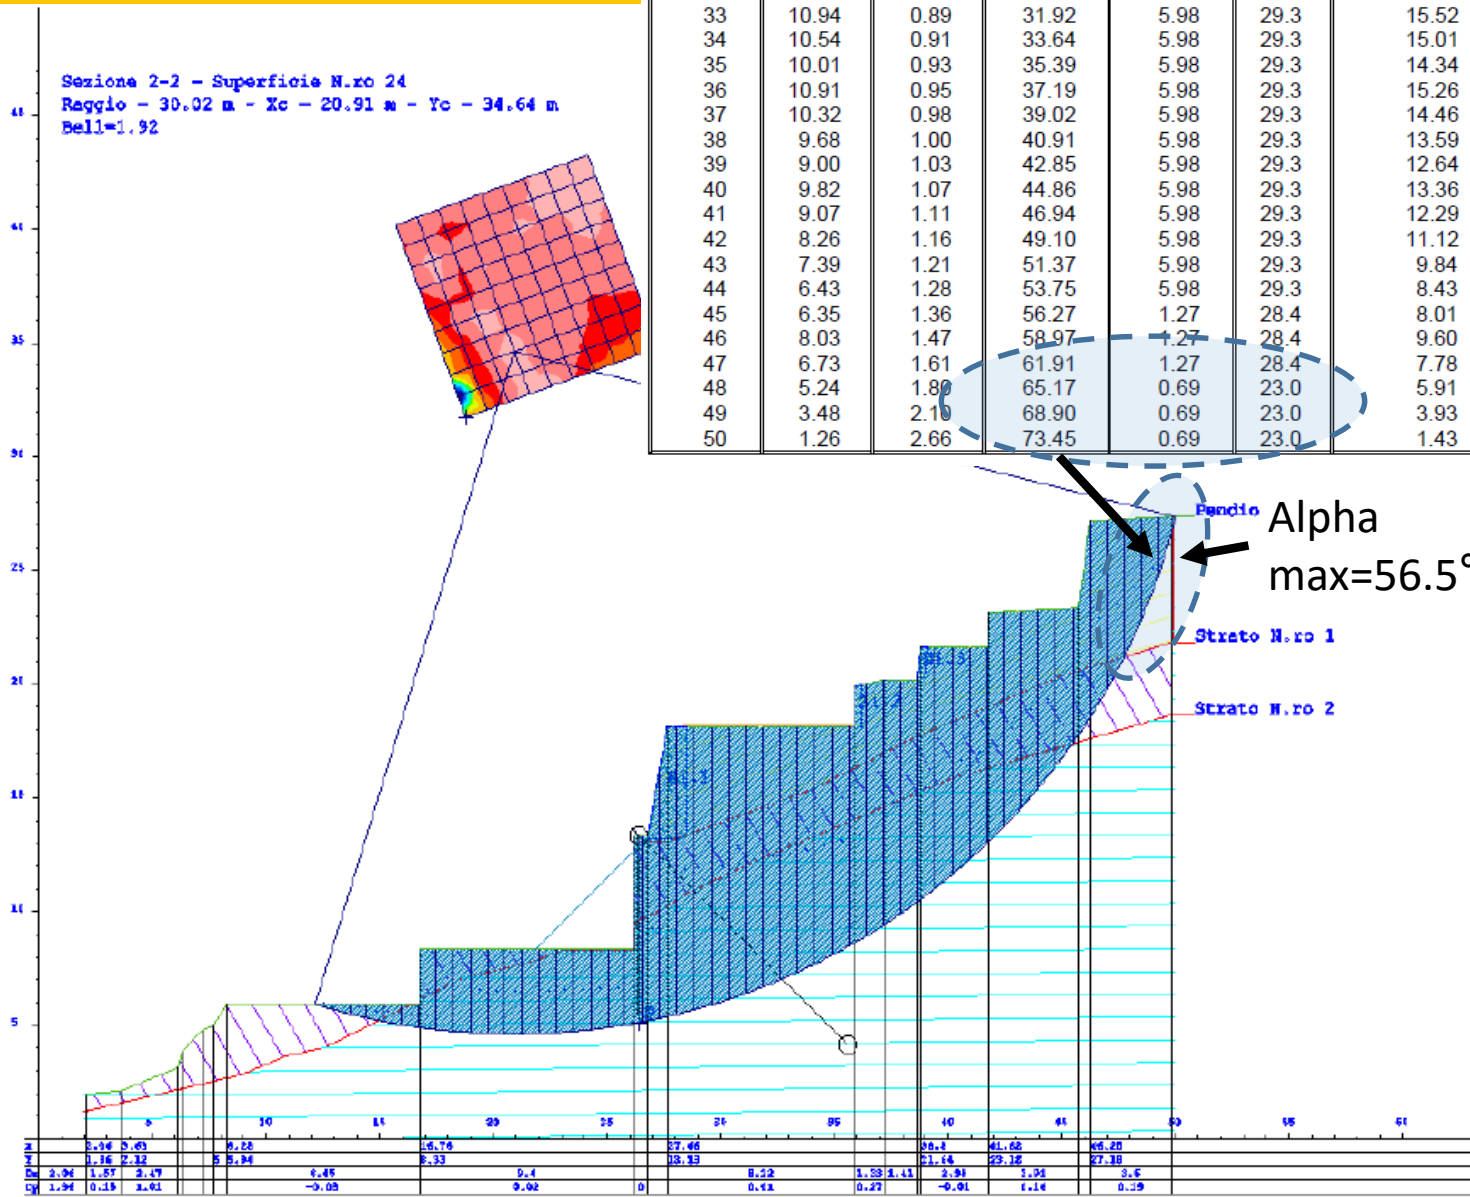 33 10.94 0.89 31.92 5.98 29.3 15.52
34 10.54 0.91 33.64 5.98 29.3 15.01
35 10.01 0.93 35.39 5.98 29.3 14.34
36 10.91 0.95 37.19 5.98 29.3 15.26
37 10.32 0.98 39.02 5.98 29.3 14.46
38 9.68 1.00 40.91 5.98 29.3 13.59
39 9.00 1.03 42.85 5.98 29.3 12.64
40 9.82 1.07 44.86 5.98 29.3 13.36
41 9.07 1.11 46.94 5.98 29.3 12.29
42 8.26 1.16 49.10 5.98 29.3 11.12
43 7.39 1.21 51.37 5.98 29.3 9.84
44 6.43 1.28 53.75 5.98 29.3 8.43
45 6.35 1.36 56.27 1.27 28.4 8.01
46 8.03 1.47 58.97 1.27 28.4 9.60
47 6.73 1.61 61.91 1.27 28.4 7.78
48 5.24 1.80 65.17 0.69 23.0 5.91
49 3.48 2.10 68.90 0.69 23.0 3.93
50 1.26 2.66 73.45 0.69 23.0 1.43
Sezione 2-2 - Superficie N.ro 24
Raggio - 30.02 m - Xc - 20.91 m - Yc - 34.64 m
Bell=1.92
35
30
25
Pendio
Alpha
max=56.5°
Strato N.ro 1
Strato N.ro 2
5
10
20
50